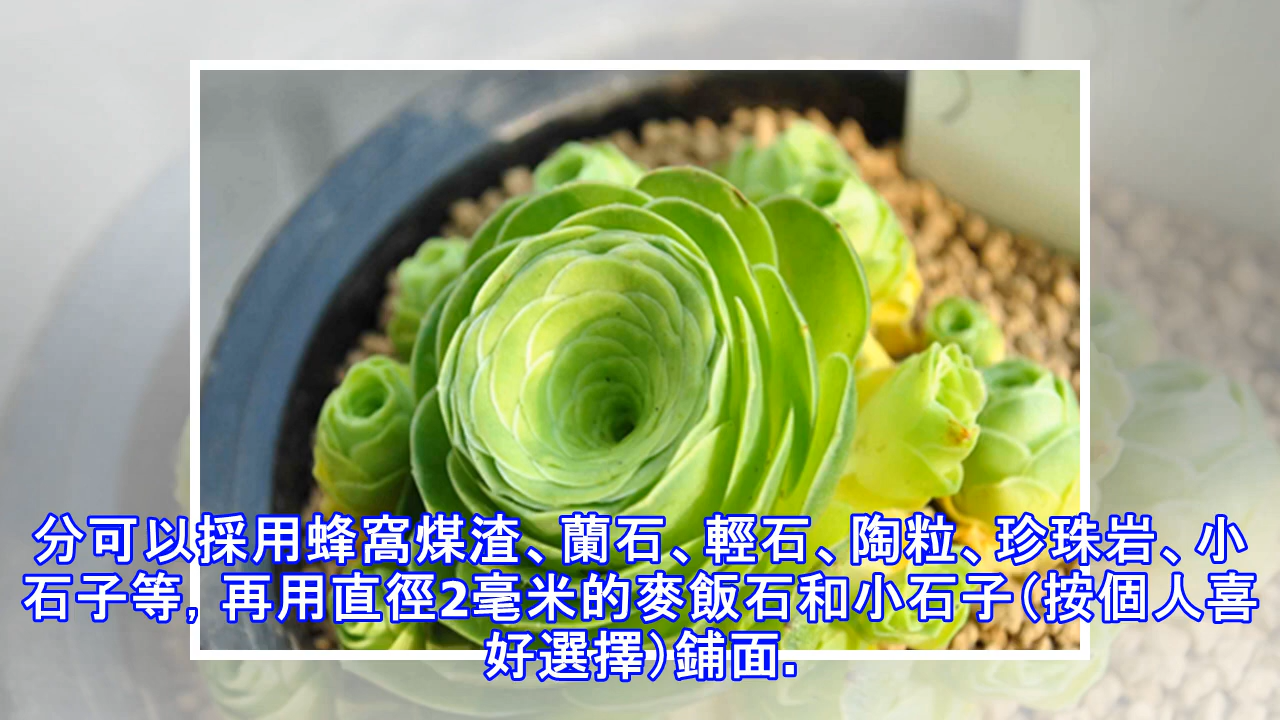 分可以採用蜂窩煤渣、蘭石、輕石、陶粒、珍珠岩、小
石子等, 再用直徑2毫米的麥飯石和小石子(按個人喜
好選擇)鋪面.